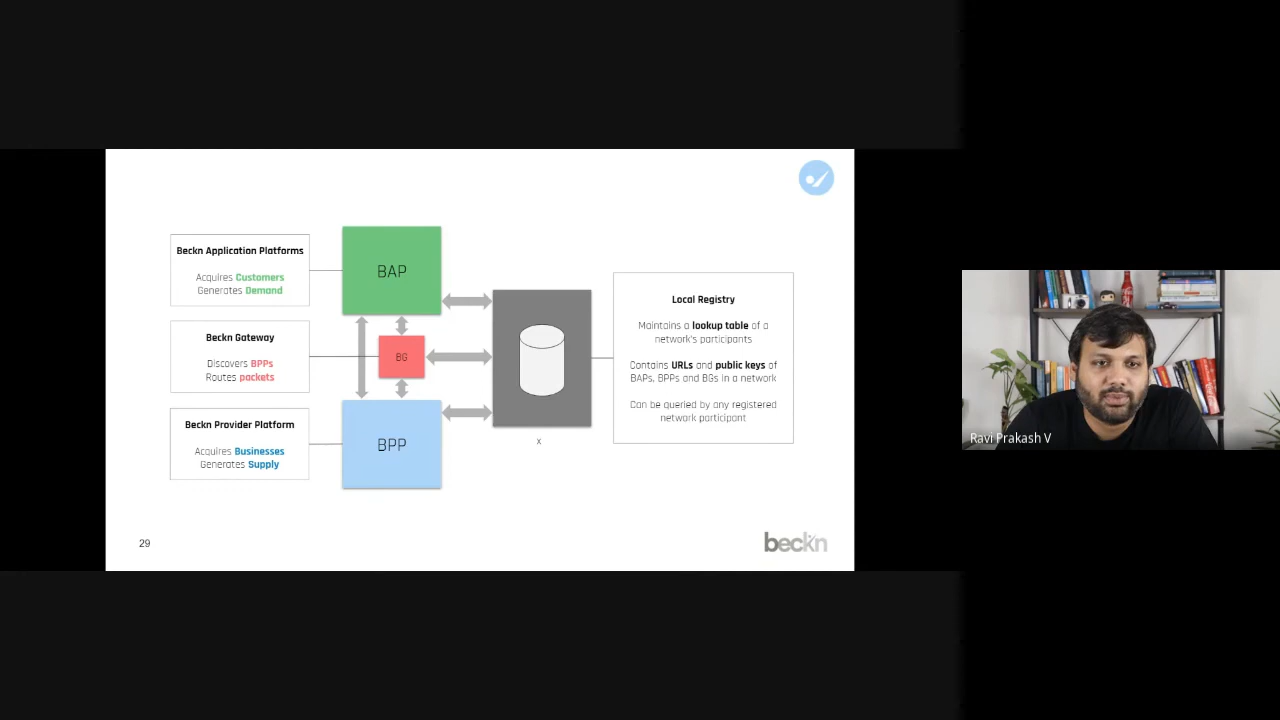 Beckn Application Platforms
Acquires Customers
Generates Demand
Beckn Gateway
Discovers BPPs
Routes packets
Beckn Provider Platform
Acquires Businesses
Generates Supply
BAP
BG
BPP
x
Local Registry
Maintains a lookup table of a
network's participants
Contains URLs and public keys of
BAPs, BPPs and BGs in a network
Can be queried by any registered
network participant
29
beckn
Ravi Prakash V